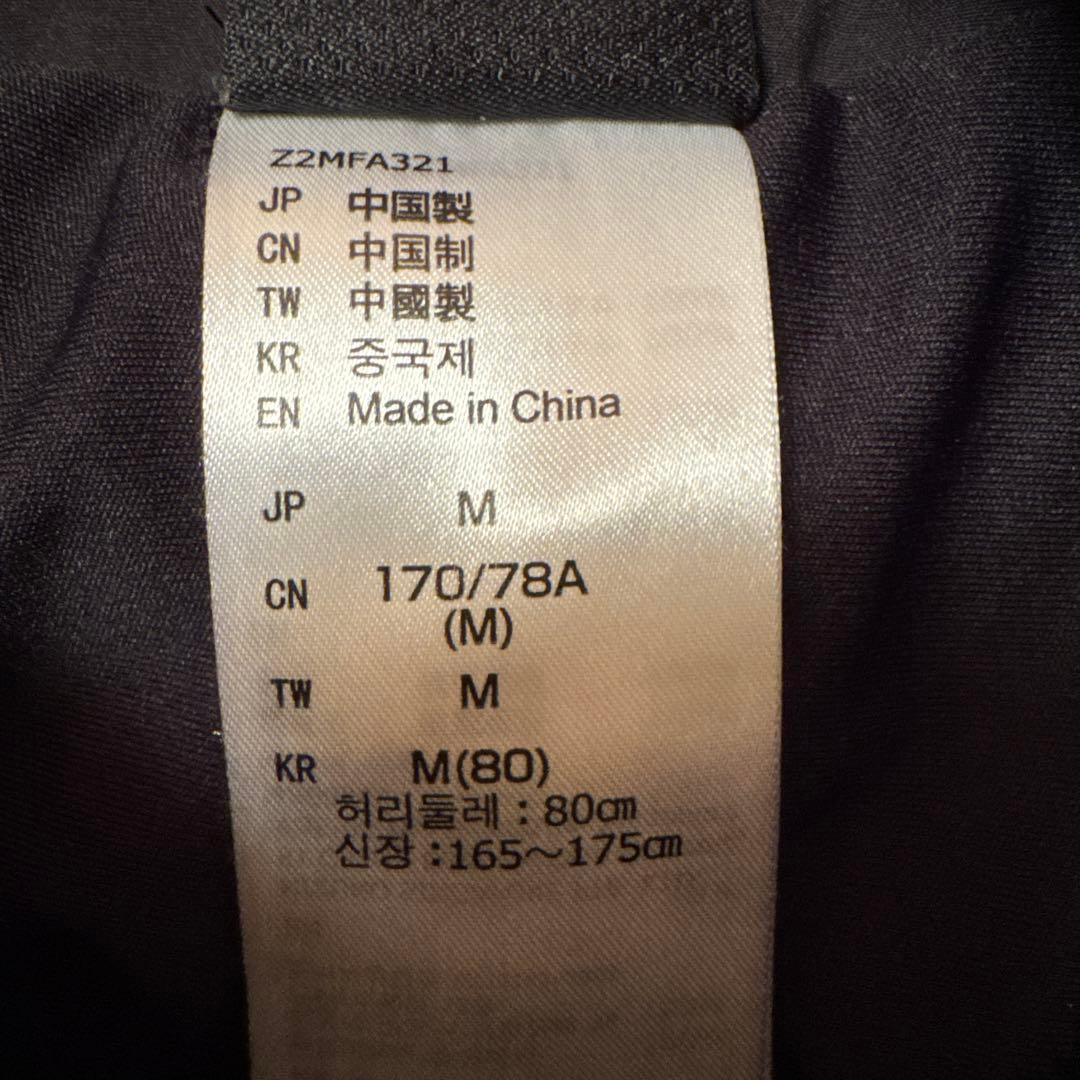 Z2MFA321
JP 中国製
CN 中国制
TW 中國製
KR 중국제
EN Made in China
JP M
CN 170/78A
(M)
TW M
KR M(80)
허리둘레 : 80㎝
신장 :165～175㎝